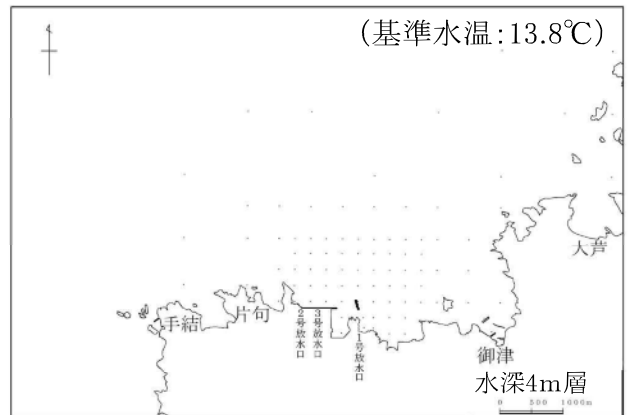 (基準水温:13.8℃)
大芦
手結
片句
2号放水口
3号放水口
1号放水口
御津
水深4m層
0 500 1000m